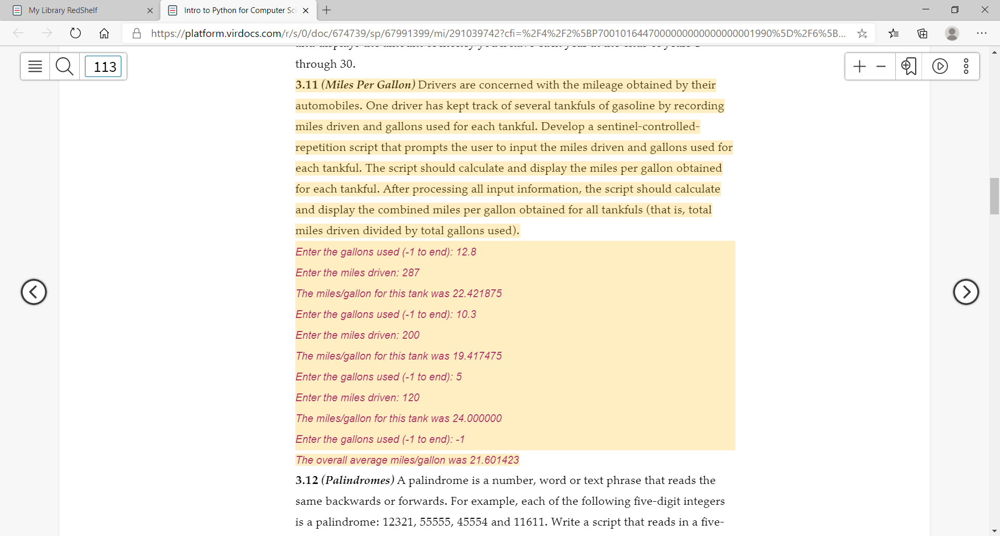 My Library RedShelf
Intro to Python for Computer Sci
https://platform.virdocs.com/r/s/0/doc/674739/sp/67991399/mi/291039742?cfi=%2F4%2F2%5BP7001016447000000000000000001990%5D%2F6%5B...
113
through 30.
3.11 (Miles Per Gallon) Drivers are concerned with the mileage obtained by their
automobiles. One driver has kept track of several tankfuls of gasoline by recording
miles driven and gallons used for each tankful. Develop a sentinel-controlled-
repetition script that prompts the user to input the miles driven and gallons used for
each tankful. The script should calculate and display the miles per gallon obtained
for each tankful. After processing all input information, the script should calculate
and display the combined miles per gallon obtained for all tankfuls (that is, total
miles driven divided by total gallons used).
Enter the gallons used (-1 to end): 12.8
Enter the miles driven: 287
The miles/gallon for this tank was 22.421875
Enter the gallons used (-1 to end): 10.3
Enter the miles driven: 200
The miles/gallon for this tank was 19.417475
Enter the gallons used (-1 to end): 5
Enter the miles driven: 120
The miles/gallon for this tank was 24.000000
Enter the gallons used (-1 to end): -1
The overall average miles/gallon was 21.601423
3.12 (Palindromes) A palindrome is a number, word or text phrase that reads the
same backwards or forwards. For example, each of the following five-digit integers
is a palindrome: 12321, 55555, 45554 and 11611. Write a script that reads in a five-